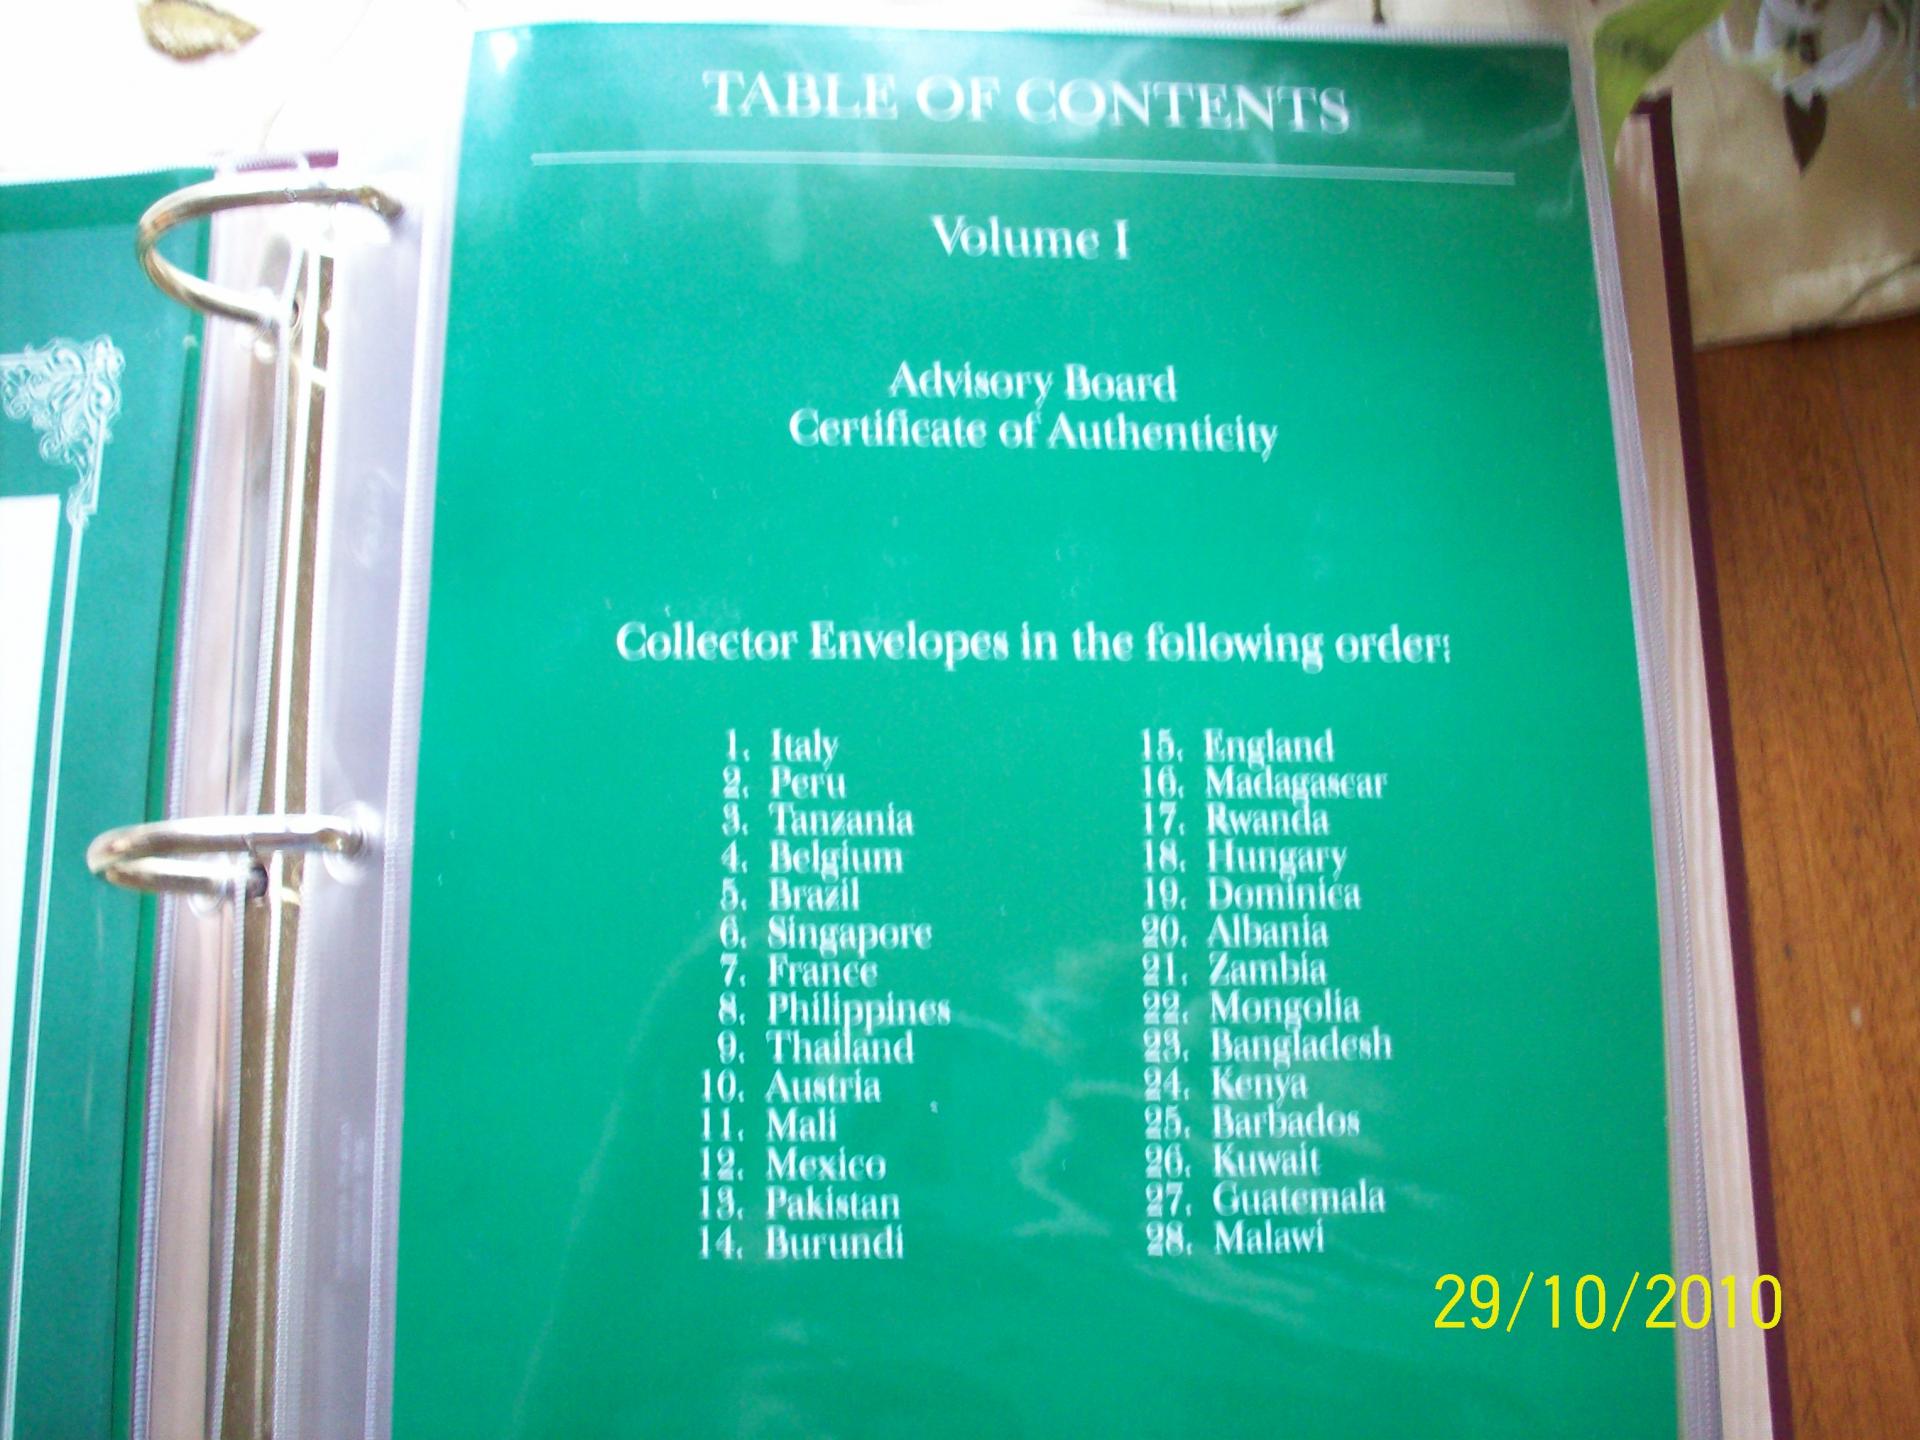 TABLE OF CONTENTS
Volume I
Advisory Board
Certificate of Authenticity
Collector Envelopes in the following order:
1. Italy
2. Peru
3. Tanzania
4. Belgium
5. Brazil
6. Singapore
7. France
8. Philippines
9. Thailand
10. Austria
11. Mali
12. Mexico
13. Pakistan
14. Burundi
15. England
16. Madagascar
17. Rwanda
18. Hungary
19. Dominica
20. Albania
21. Zambia
22. Mongolia
23. Bangladesh
24. Kenya
25. Barbados
26. Kuwait
27. Guatemala
28. Malawi
29/10/2010